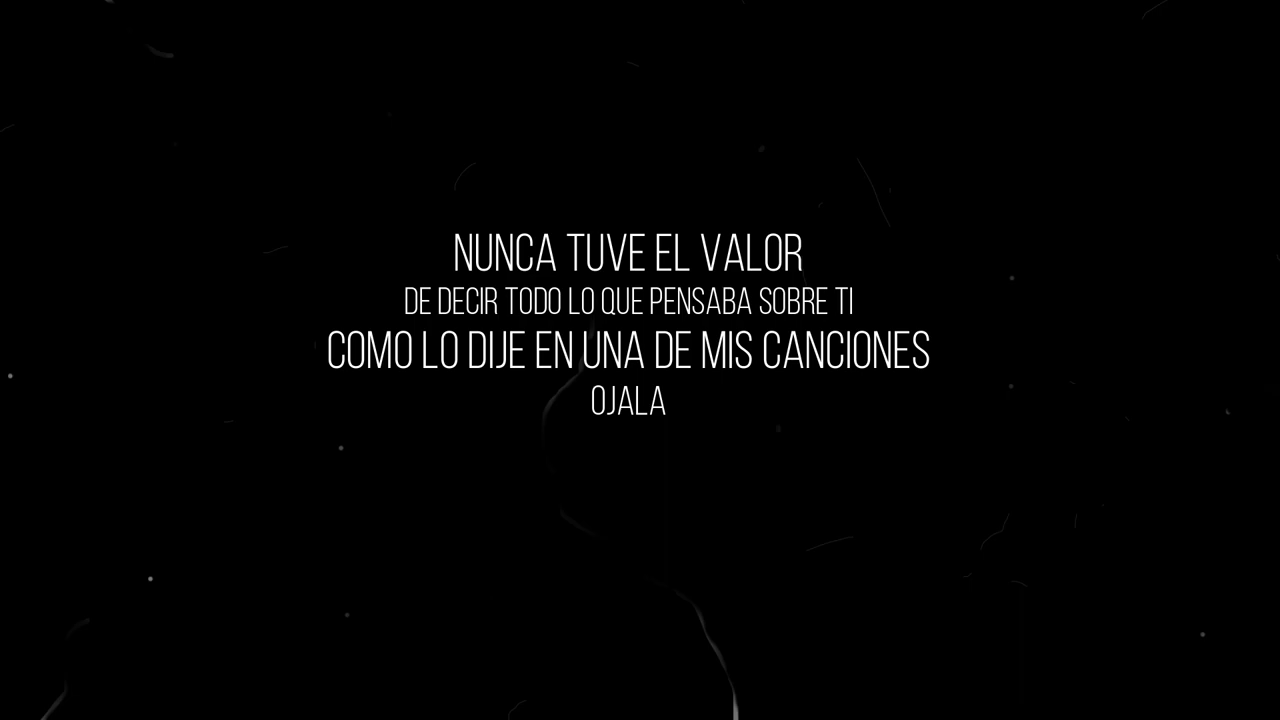 NUNCA TUVE EL VALOR
DE DECIR TODO LO QUE PENSABA SOBRE TI
COMO LO DIJE EN UNA DE MIS CANCIONES
OJALA